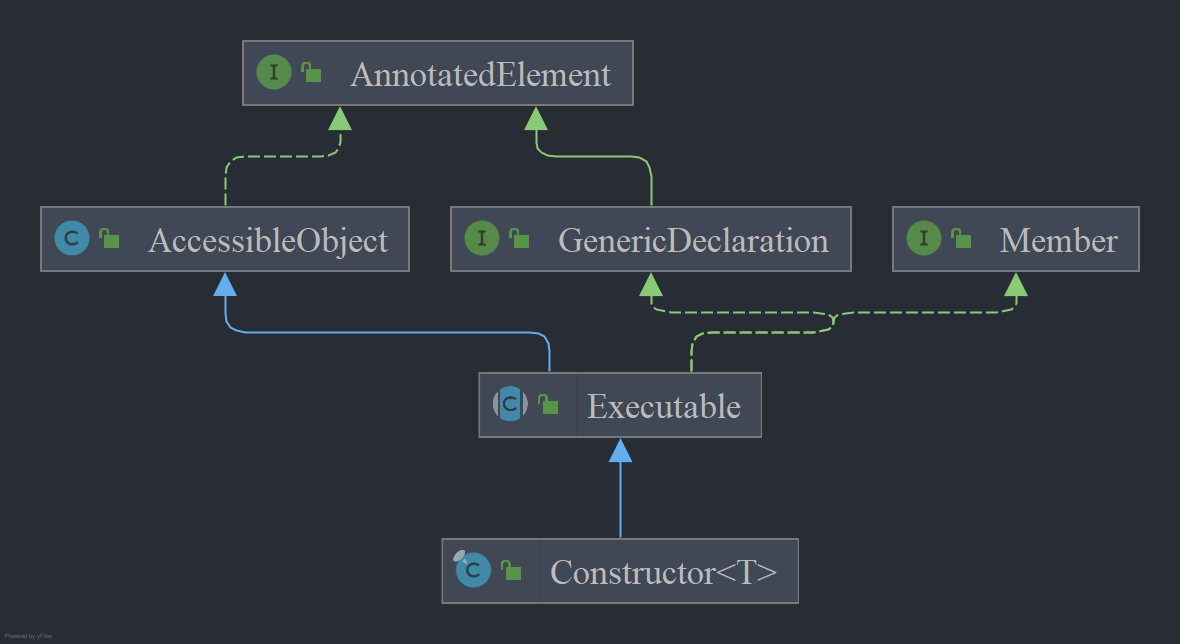 I AnnotatedElement
C AccessibleObject
I GenericDeclaration
I Member
C Executable
C Constructor<T>
Powered by yFiles